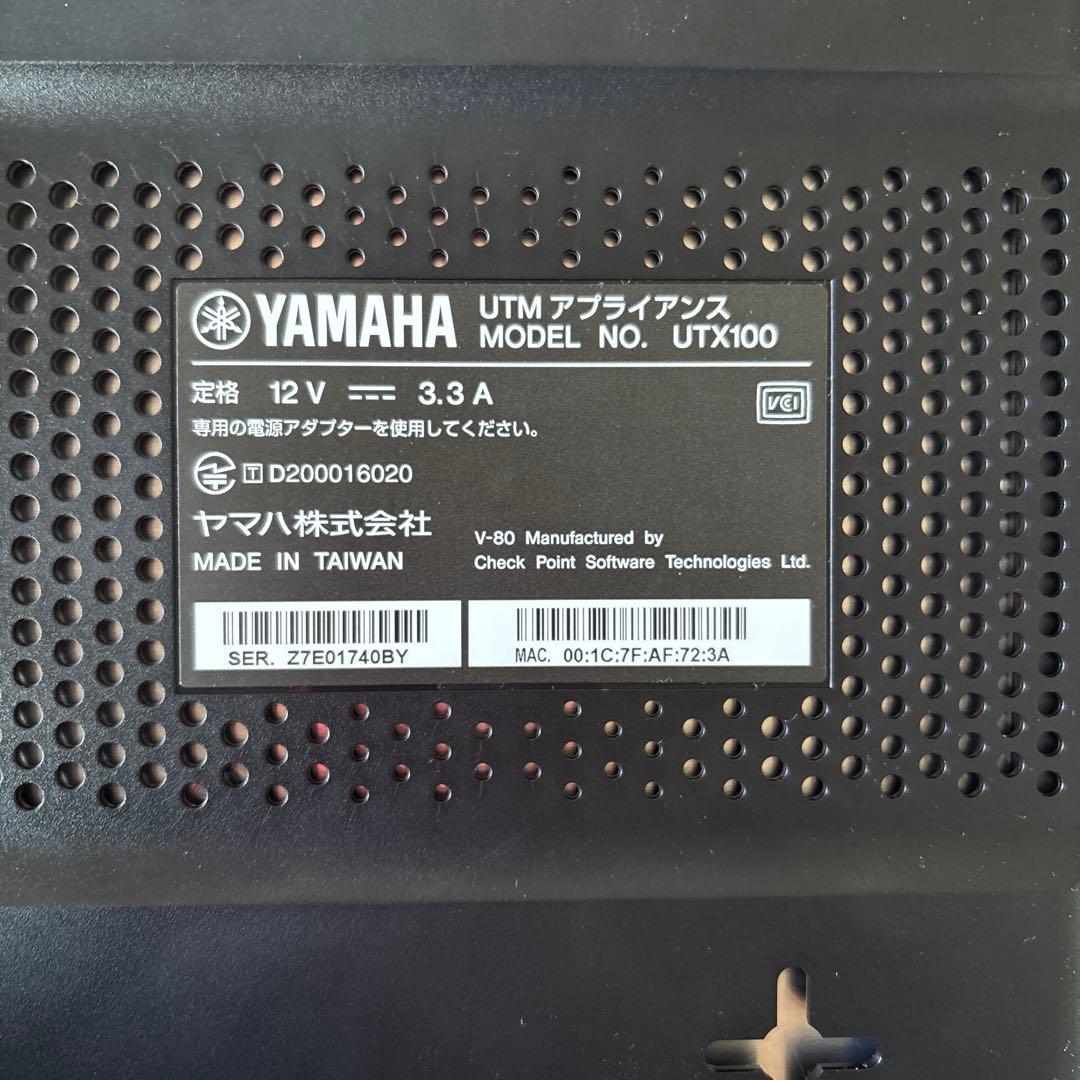 YAMAHA UTM アプライアンス
MODEL NO. UTX100
定格 12 V 3.3 A
VCI
専用の電源アダプターを使用してください。
T D200016020
ヤマハ株式会社
MADE IN TAIWAN
V-80 Manufactured by
Check Point Software Technologies Ltd.
SER. Z7E01740BY
MAC. 00:1C:7F:AF:72:3A